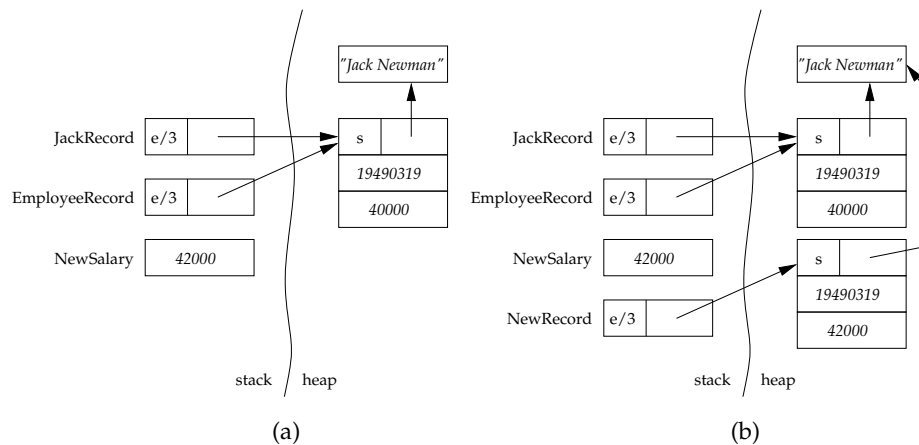 "Jack Newman"
JackRecord e/3 s
19490319
EmployeeRecord e/3
40000
NewSalary 42000
stack heap
(a)
"Jack Newman"
JackRecord e/3 s
19490319
EmployeeRecord e/3
40000
NewSalary 42000 s
19490319
NewRecord e/3
42000
stack heap
(b)